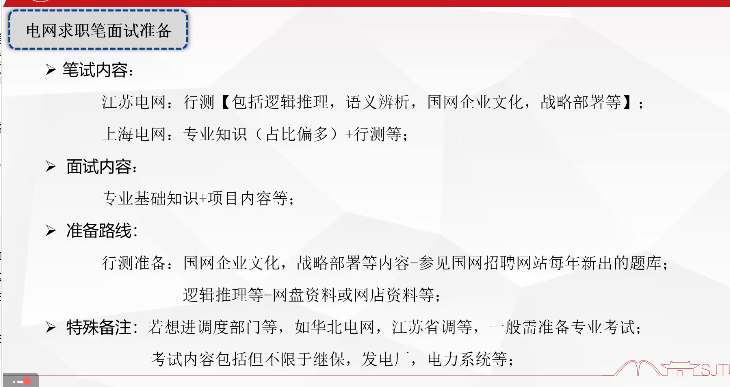 电网求职笔面试准备
➢ 笔试内容：
江苏电网：行测【包括逻辑推理，语义辨析，国网企业文化，战略部署等】；
上海电网：专业知识（占比偏多）+行测等；
➢ 面试内容：
专业基础知识+项目内容等；
➢ 准备路线：
行测准备：国网企业文化，战略部署等内容-参见国网招聘网站每年新出的题库；
逻辑推理等-网盘资料或网店资料等；
➢ 特殊备注：若想进调度部门等，如华北电网，江苏省调等，一般需准备专业考试；
考试内容包括但不限于继保，发电厂，电力系统等；
SJTU